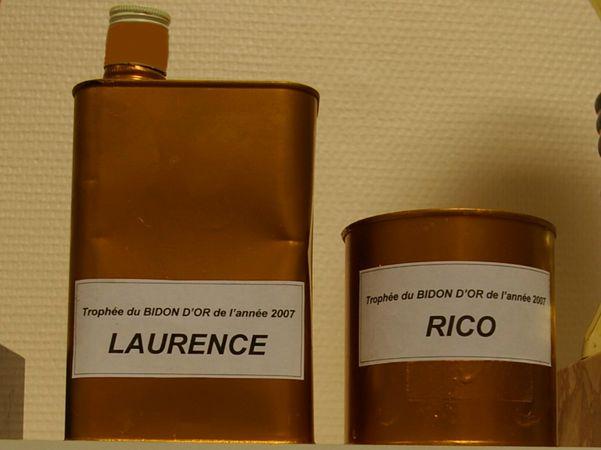 Trophée du BIDON D'OR de l'année 2007
LAURENCE
Trophée du BIDON D'OR de l'année 2007
RICO